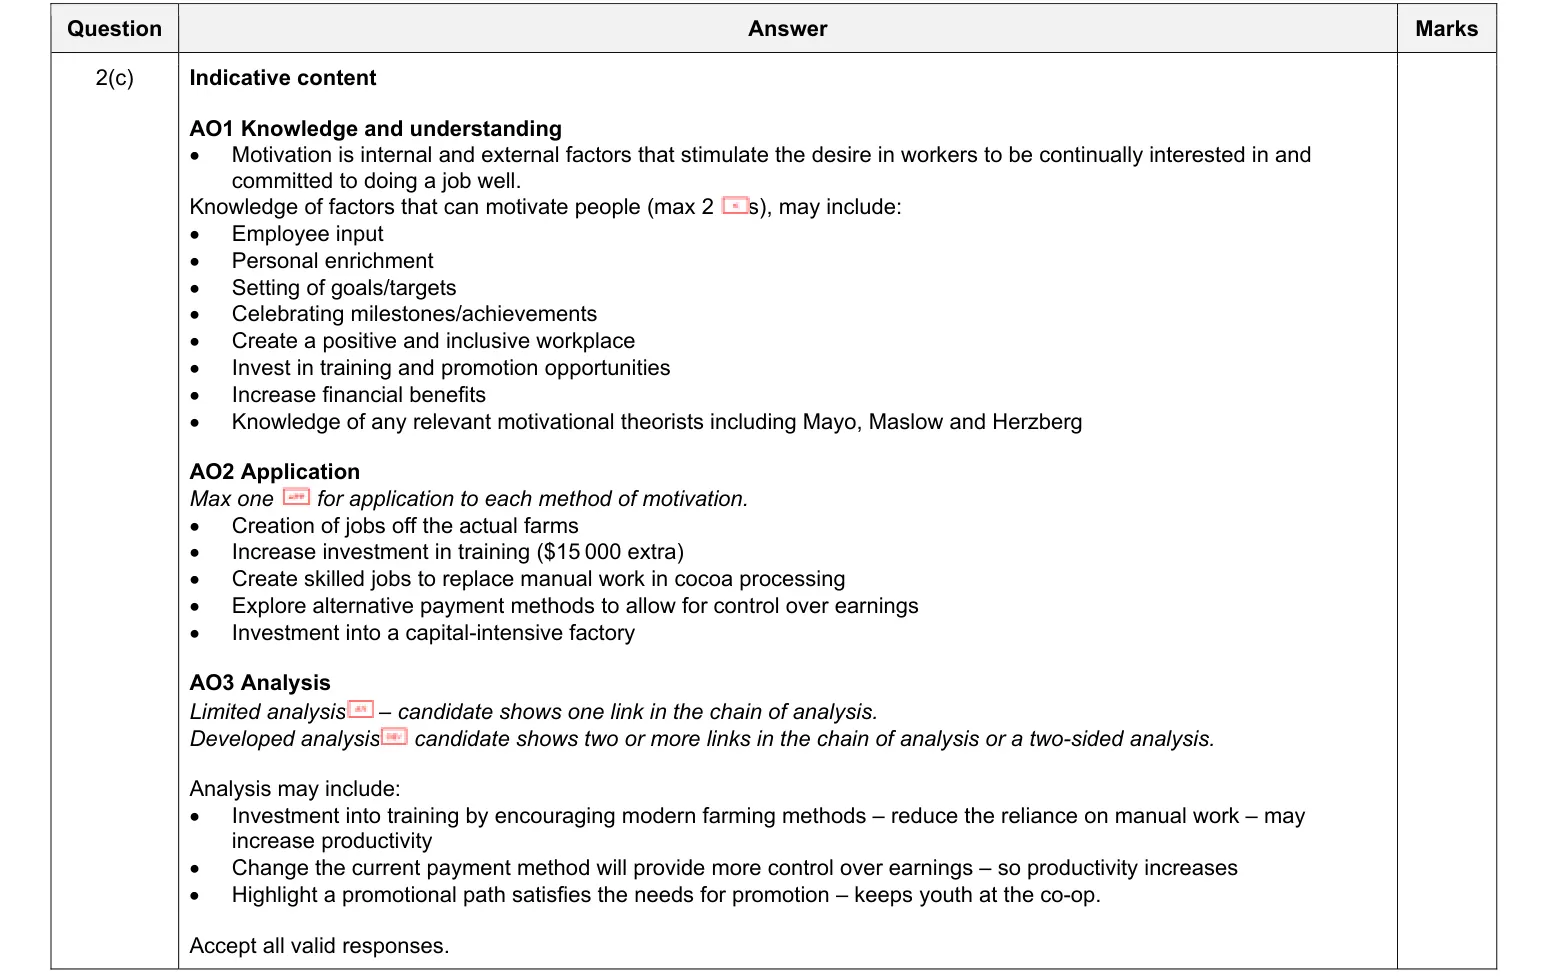 Question Answer Marks
2(c) Indicative content
AO1 Knowledge and understanding
• Motivation is internal and external factors that stimulate the desire in workers to be continually interested in and
committed to doing a job well.
Knowledge of factors that can motivate people (max 2 s), may include:
• Employee input
• Personal enrichment
• Setting of goals/targets
• Celebrating milestones/achievements
• Create a positive and inclusive workplace
• Invest in training and promotion opportunities
• Increase financial benefits
• Knowledge of any relevant motivational theorists including Mayo, Maslow and Herzberg
AO2 Application
Max one for application to each method of motivation.
• Creation of jobs off the actual farms
• Increase investment in training ($15 000 extra)
• Create skilled jobs to replace manual work in cocoa processing
• Explore alternative payment methods to allow for control over earnings
• Investment into a capital-intensive factory
AO3 Analysis
Limited analysis – candidate shows one link in the chain of analysis.
Developed analysis candidate shows two or more links in the chain of analysis or a two-sided analysis.
Analysis may include:
• Investment into training by encouraging modern farming methods – reduce the reliance on manual work – may
increase productivity
• Change the current payment method will provide more control over earnings – so productivity increases
• Highlight a promotional path satisfies the needs for promotion – keeps youth at the co-op.
Accept all valid responses.